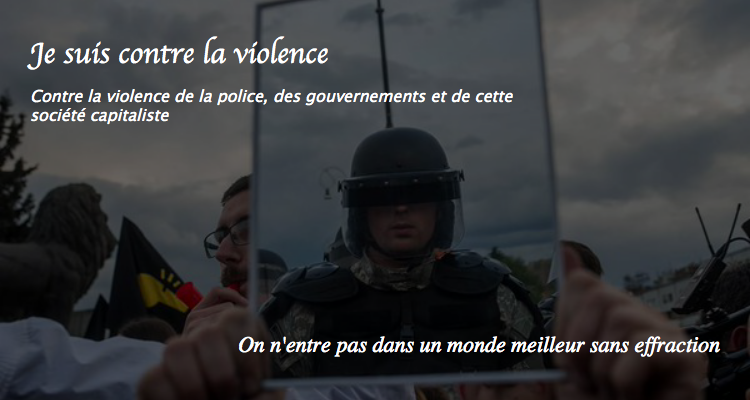 Je suis contre la violence
Contre la violence de la police, des gouvernements et de cette
société capitaliste
On n'entre pas dans un monde meilleur sans effraction